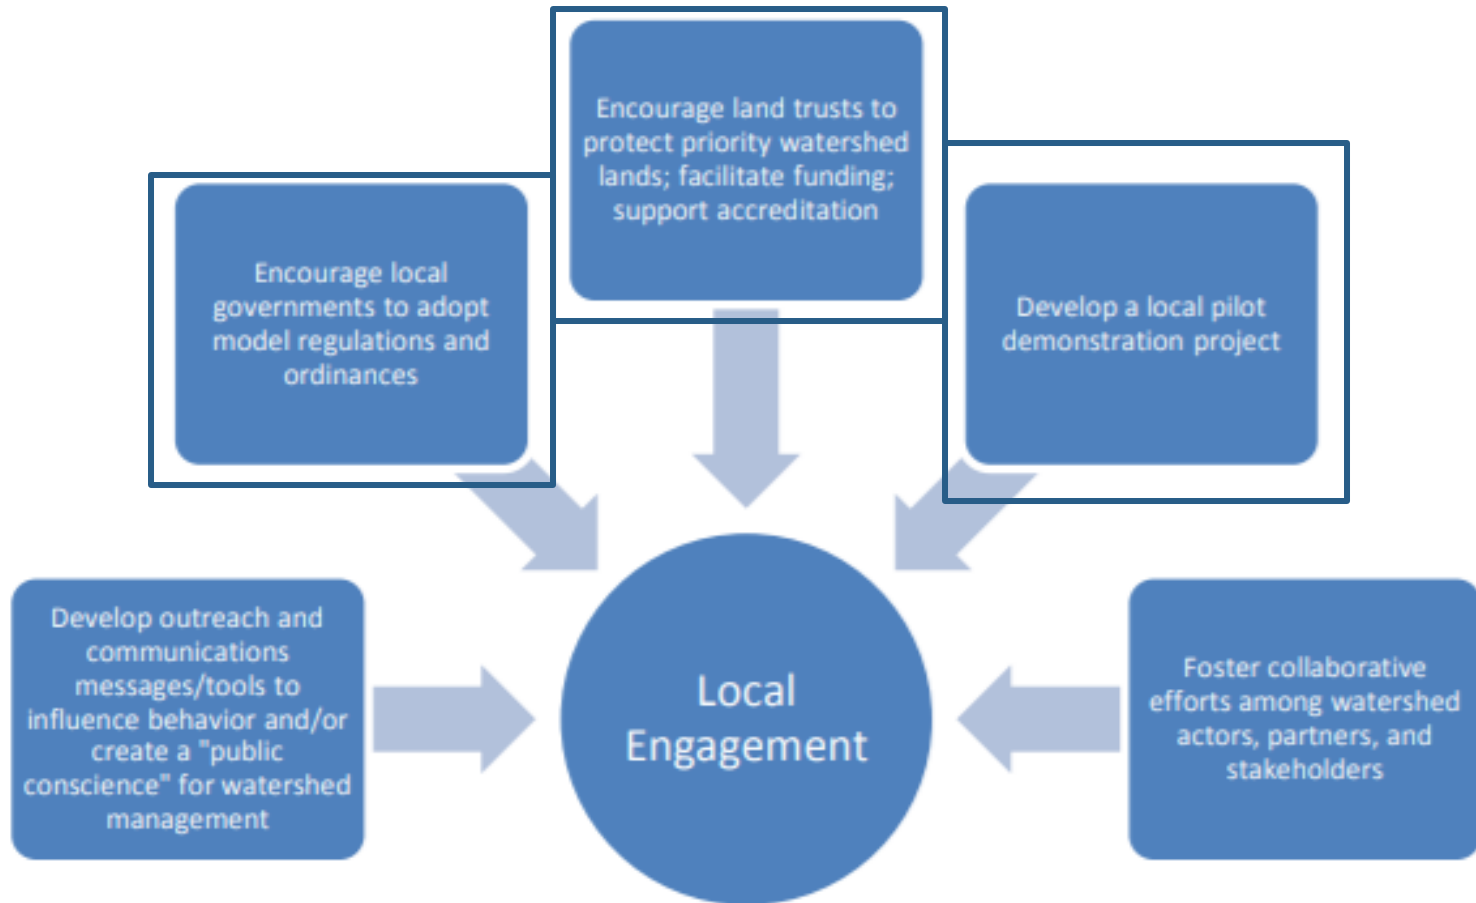 Encourage land trusts to
protect priority watershed
lands; facilitate funding;
support accreditation
Encourage local
governments to adopt
model regulations and
ordinances
Develop a local pilot
demonstration project
Develop outreach and
communications
messages/tools to
influence behavior and/or
create a "public
conscience" for watershed
management
Local
Engagement
Foster collaborative
efforts among watershed
actors, partners, and
stakeholders